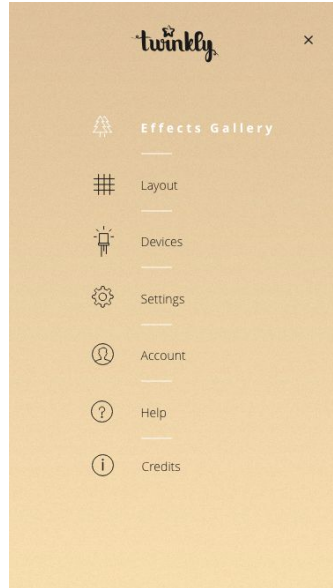 twinkly
×
Effects Gallery
Layout
Devices
Settings
Account
Help
Credits